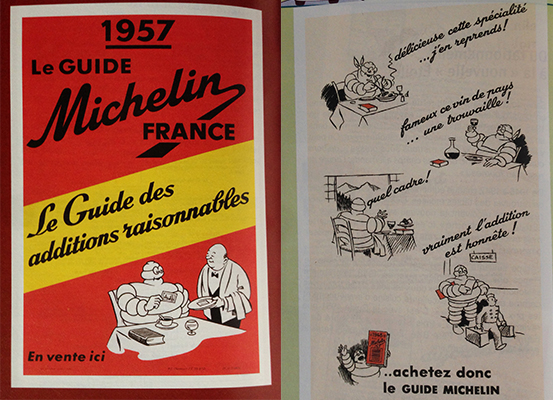 1957
Le GUIDE
Michelin
FRANCE
Le Guide des
additions raisonnables
En vente ici
délicieuse cette spécialité
...j'en reprends!
fameux ce vin de pays
... une trouvaille!
quel cadre!
vraiment l'addition
est honnête!
CAISSE
..achetez donc
le GUIDE MICHELIN